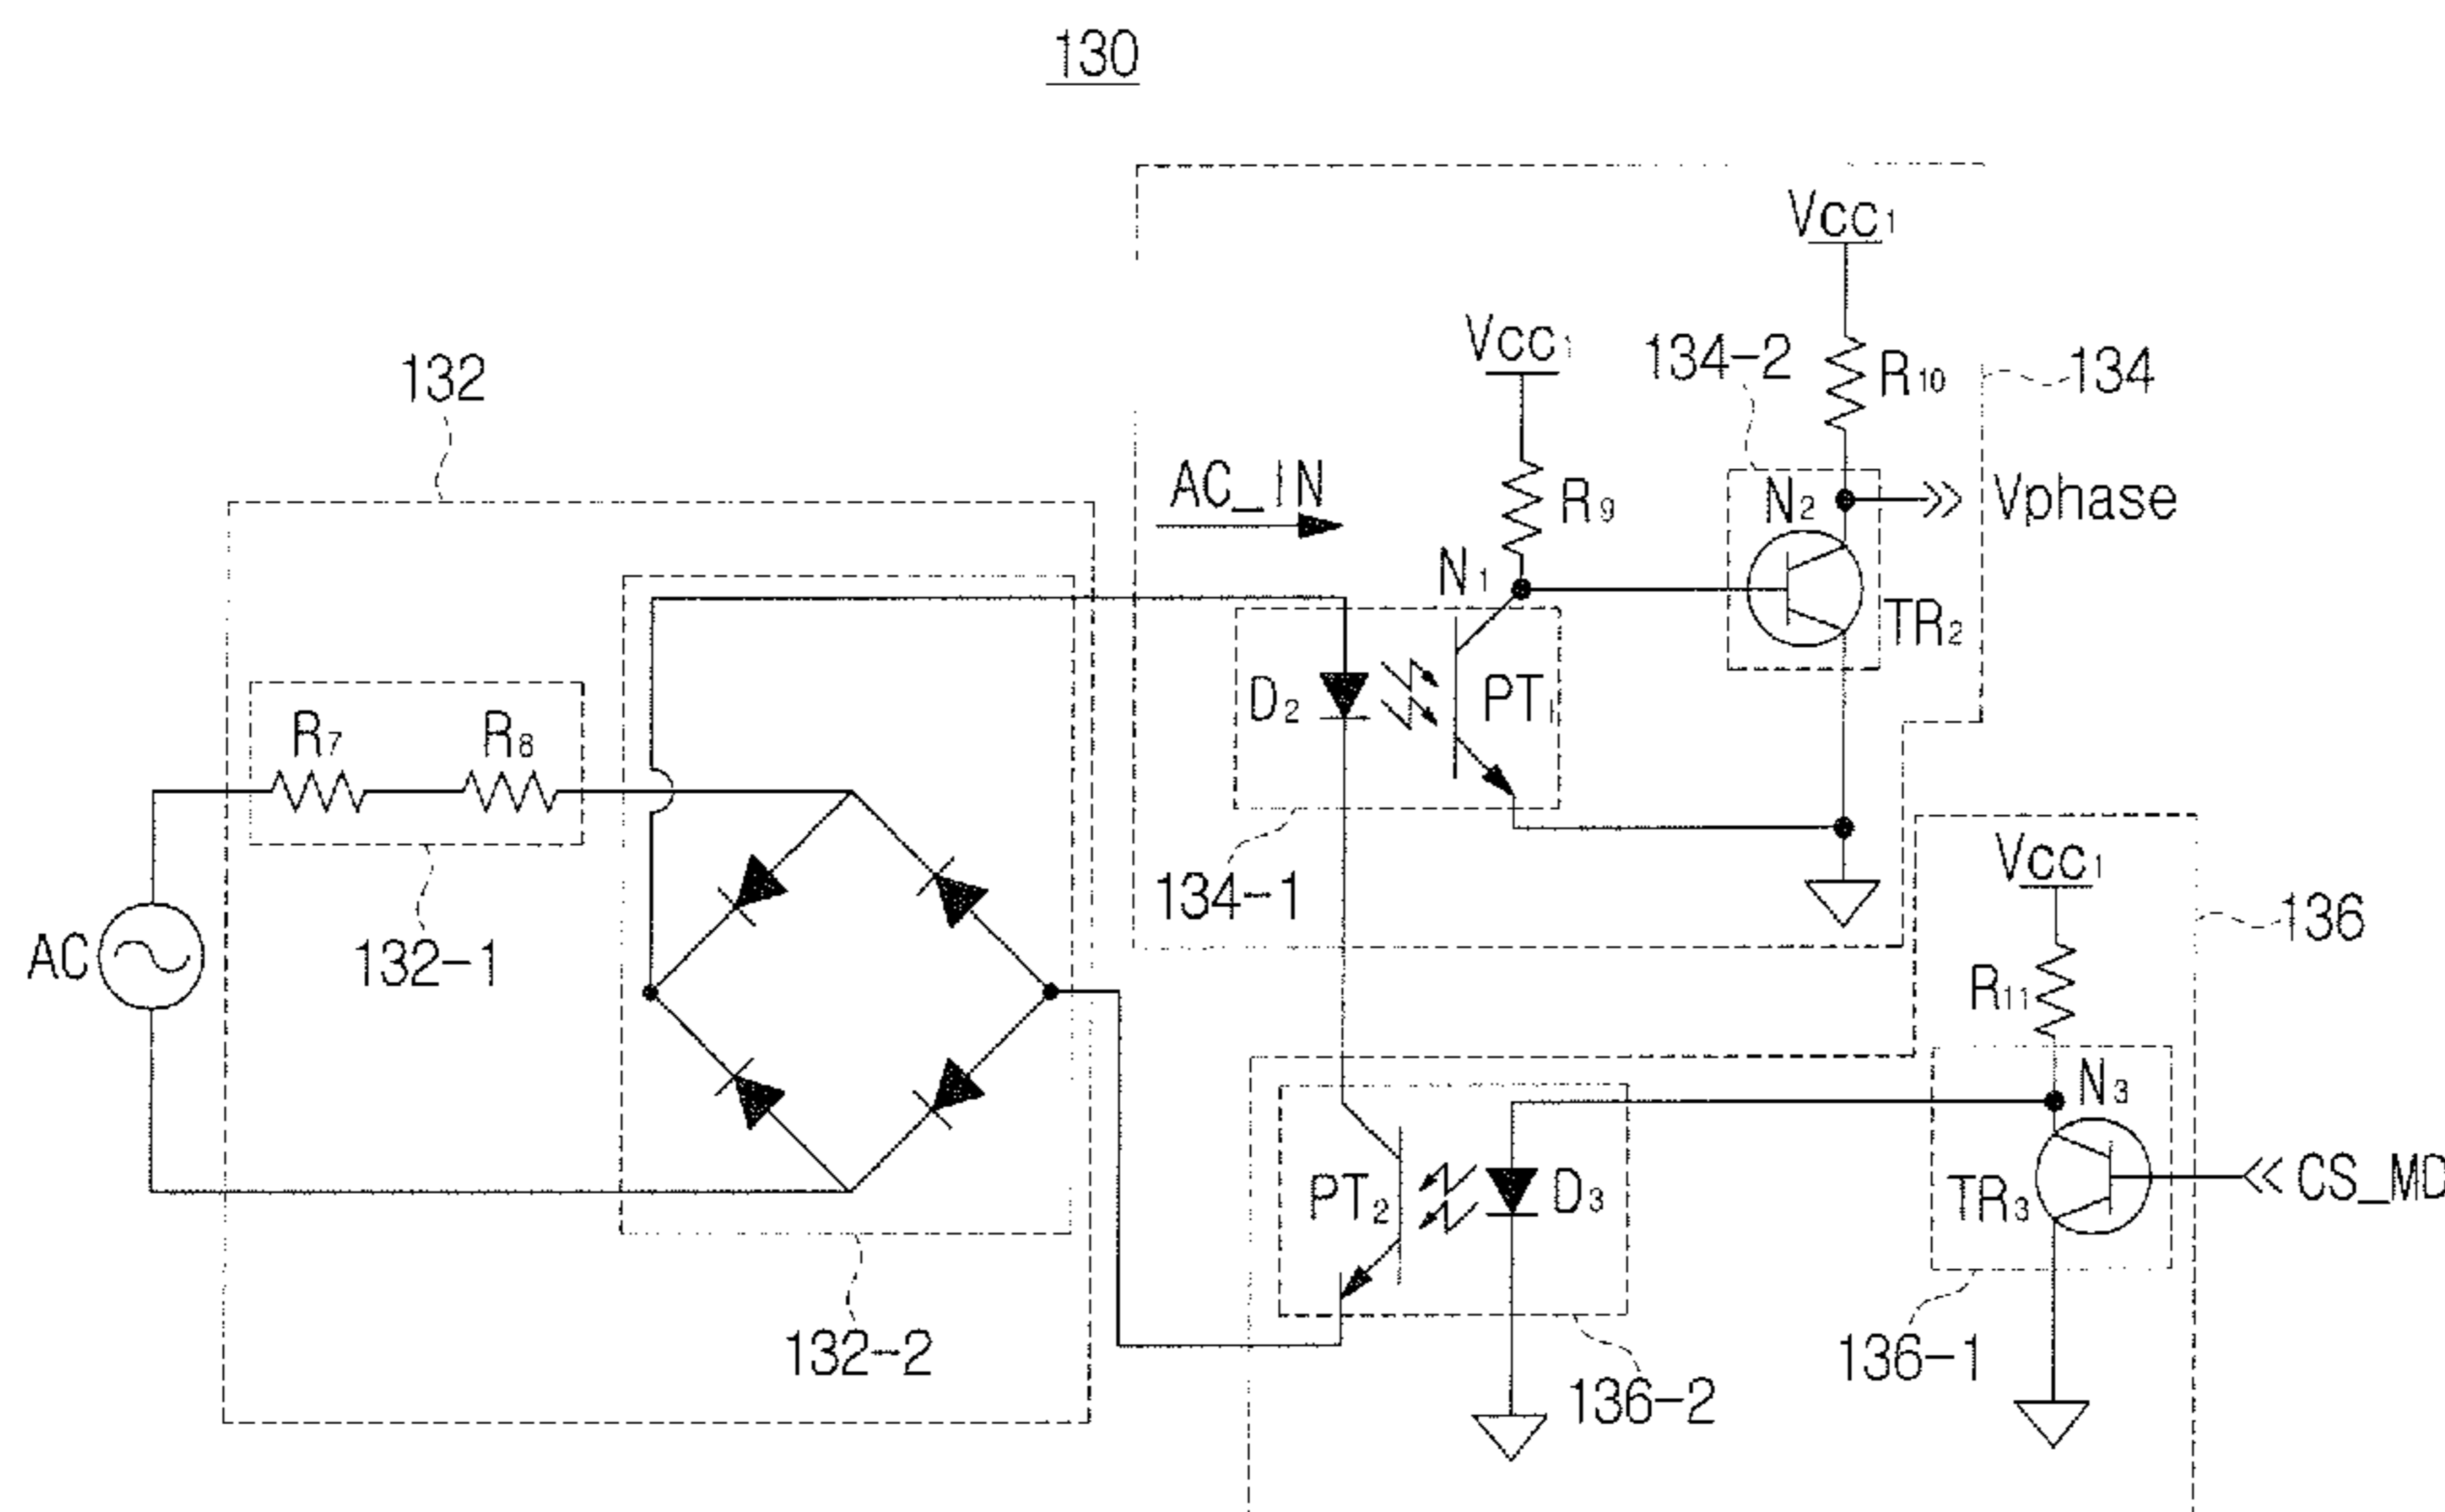 130
Vcc1
Vcc1
134-2
R10
134
132
AC_IN
R9
N2
Vphase
N1
TR2
R7
R8
D2
PT1
134-1
Vcc1
136
AC
132-1
R11
N3
PT2
D3
TR3
CS_MD
132-2
136-2
136-1